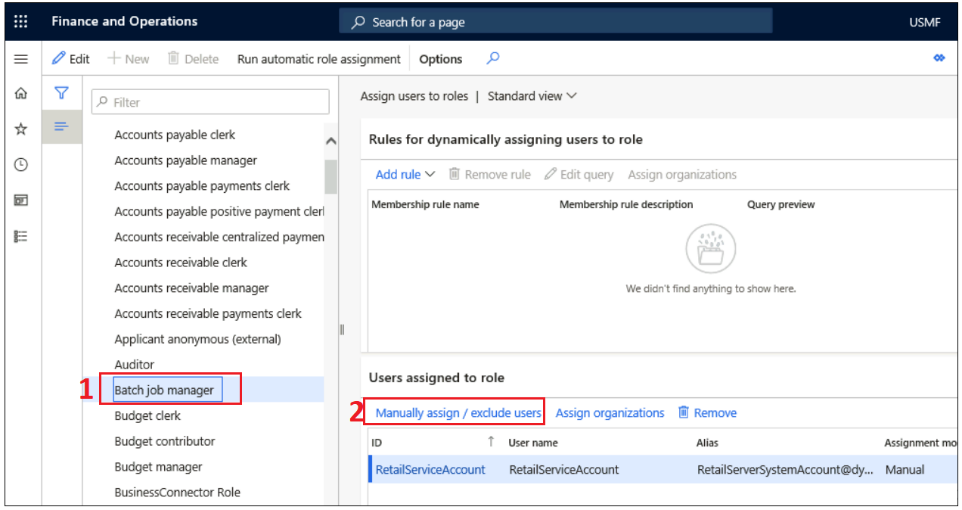 Finance and Operations
Search for a page
USMF
Edit
New
Delete
Run automatic role assignment
Options
Filter
Accounts payable clerk
Accounts payable manager
Accounts payable payments clerk
Accounts payable positive payment clerl
Accounts receivable centralized paymen
Accounts receivable clerk
Accounts receivable manager
Accounts receivable payments clerk
Applicant anonymous (external)
Auditor
1
Batch job manager
Budget clerk
Budget contributor
Budget manager
BusinessConnector Role
Assign users to roles | Standard view
Rules for dynamically assigning users to role
Add rule Remove rule Edit query Assign organizations
Membership rule name Membership rule description Query preview
We didn't find anything to show here.
Users assigned to role
2
Manually assign / exclude users Assign organizations Remove
ID ↑ User name Alias Assignment mo
RetailServiceAccount RetailServiceAccount RetailServerSystemAccount@dy... Manual